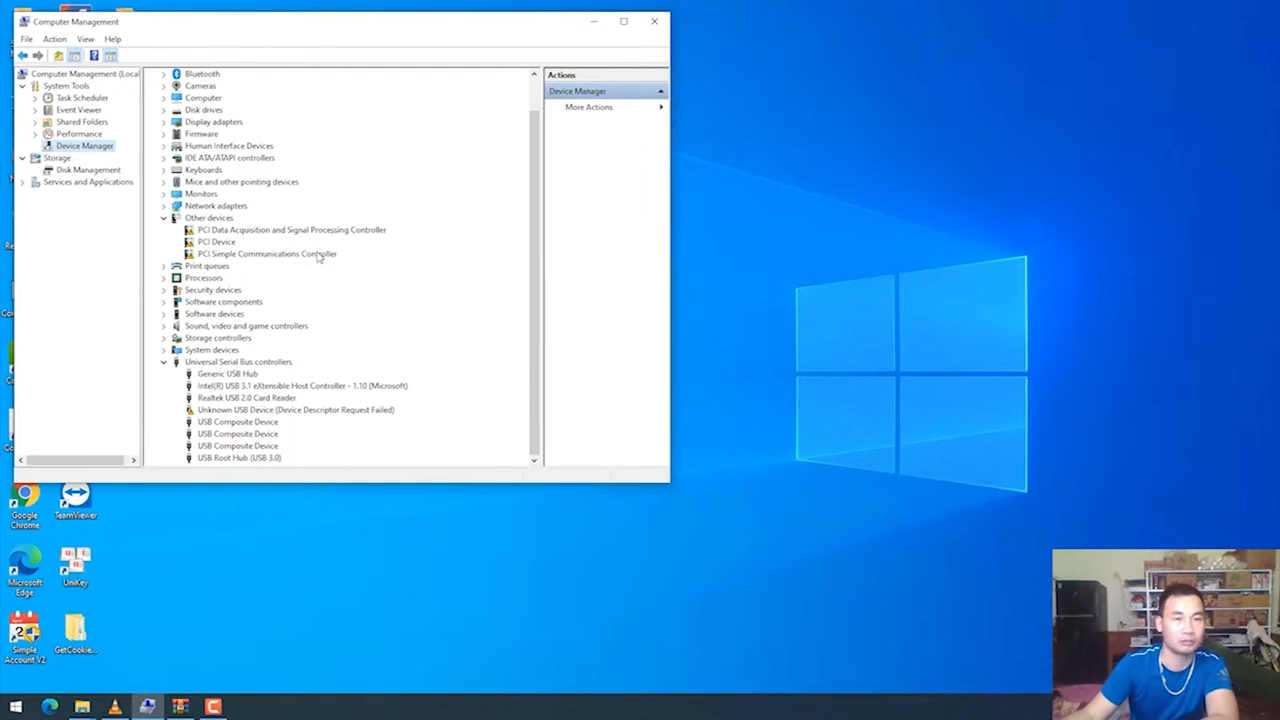 Computer Management
File Action View Help
Computer Management (Local
System Tools
Task Scheduler
Event Viewer
Shared Folders
Performance
Device Manager
Storage
Disk Management
Services and Applications
Bluetooth
Cameras
Computer
Disk drives
Display adapters
Firmware
Human Interface Devices
IDE ATA/ATAPI controllers
Keyboards
Mice and other pointing devices
Monitors
Network adapters
Other devices
PCI Data Acquisition and Signal Processing Controller
PCI Device
PCI Simple Communications Controller
Print queues
Processors
Security devices
Software components
Software devices
Sound, video and game controllers
Storage controllers
System devices
Universal Serial Bus controllers
Generic USB Hub
Intel(R) USB 3.1 eXtensible Host Controller - 1.10 (Microsoft)
Realtek USB 2.0 Card Reader
Unknown USB Device (Device Descriptor Request Failed)
USB Composite Device
USB Composite Device
USB Composite Device
USB Root Hub (USB 3.0)
Actions
Device Manager
More Actions
Google
Chrome
TeamViewer
Microsoft
Edge
UniKey
Simple
Account V2
GetCookie...